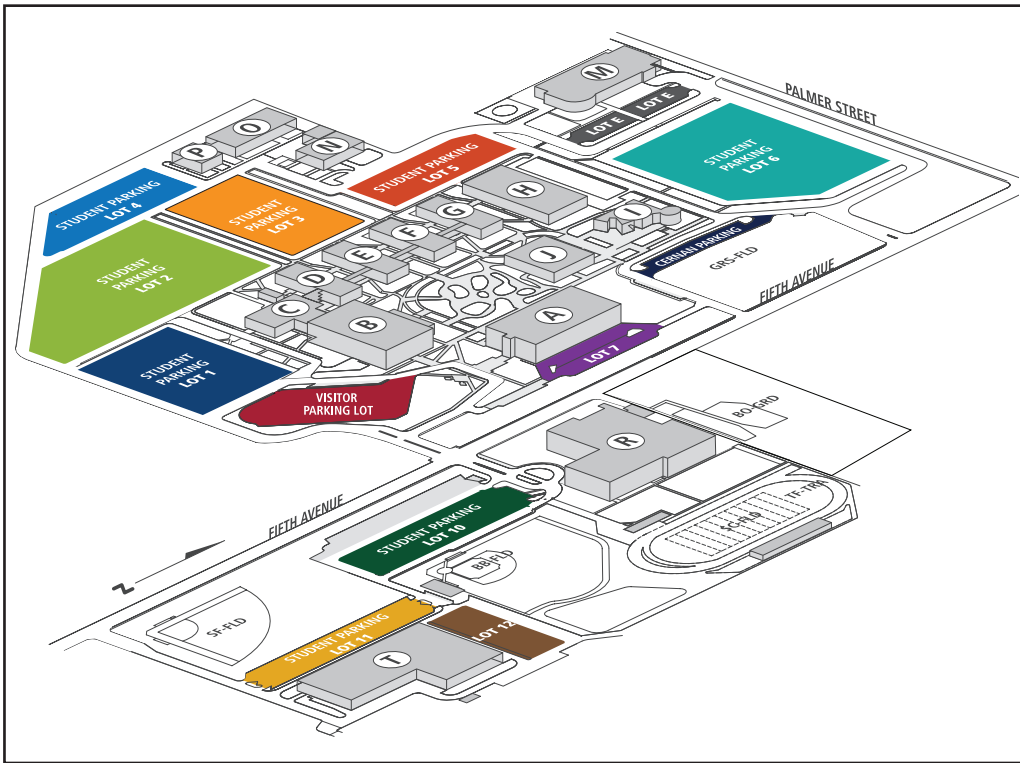 M
PALMER STREET
LOT E
LOT E
O
P
N
STUDENT PARKING
LOT 4
STUDENT
PARKING
LOT 3
STUDENT PARKING
LOT 5
STUDENT
PARKING
LOT 6
H
G
I
F
E
J
D
C
B
A
CERNAN PARKING
GRS-FLD
FIFTH AVENUE
STUDENT
PARKING
LOT 2
STUDENT
PARKING
LOT 1
VISITOR
PARKING LOT
LOT 7
R
BO-GRD
TF-TRK
SC-FLD
FIFTH AVENUE
STUDENT PARKING
LOT 10
BB-FLD
N
SF-FLD
STUDENT PARKING
LOT 11
LOT 12
T